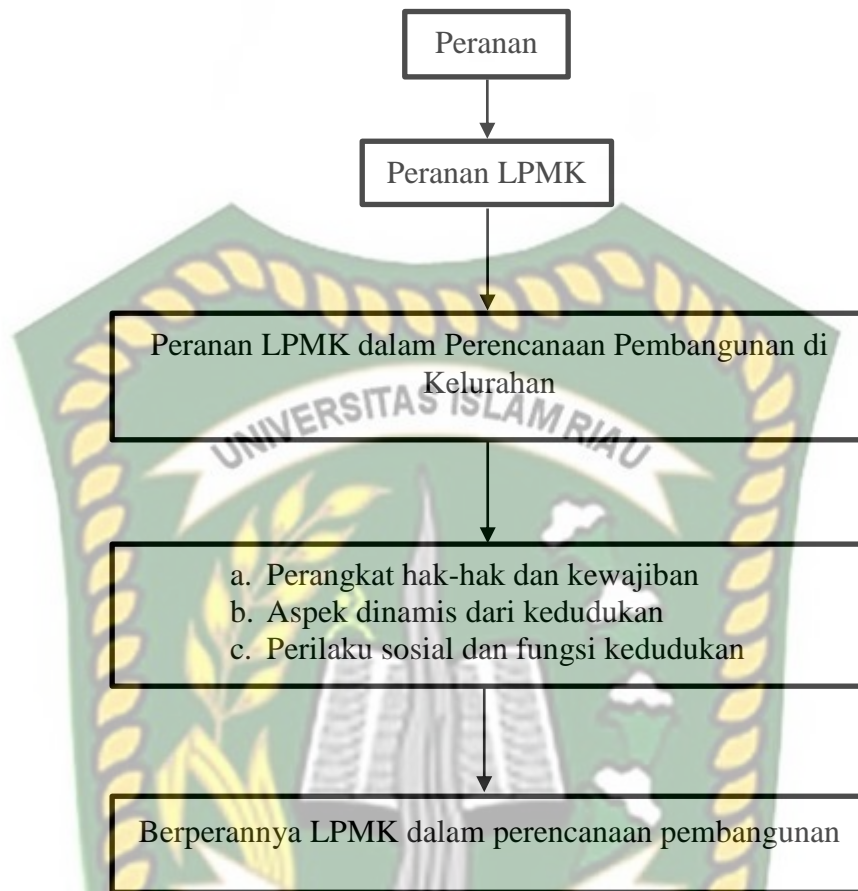 Peranan
Peranan LPMK
Peranan LPMK dalam Perencanaan Pembangunan di
Kelurahan
UNIVERSITAS ISLAM RIAU
a. Perangkat hak-hak dan kewajiban
b. Aspek dinamis dari kedudukan
c. Perilaku sosial dan fungsi kedudukan
Berperannya LPMK dalam perencanaan pembangunan